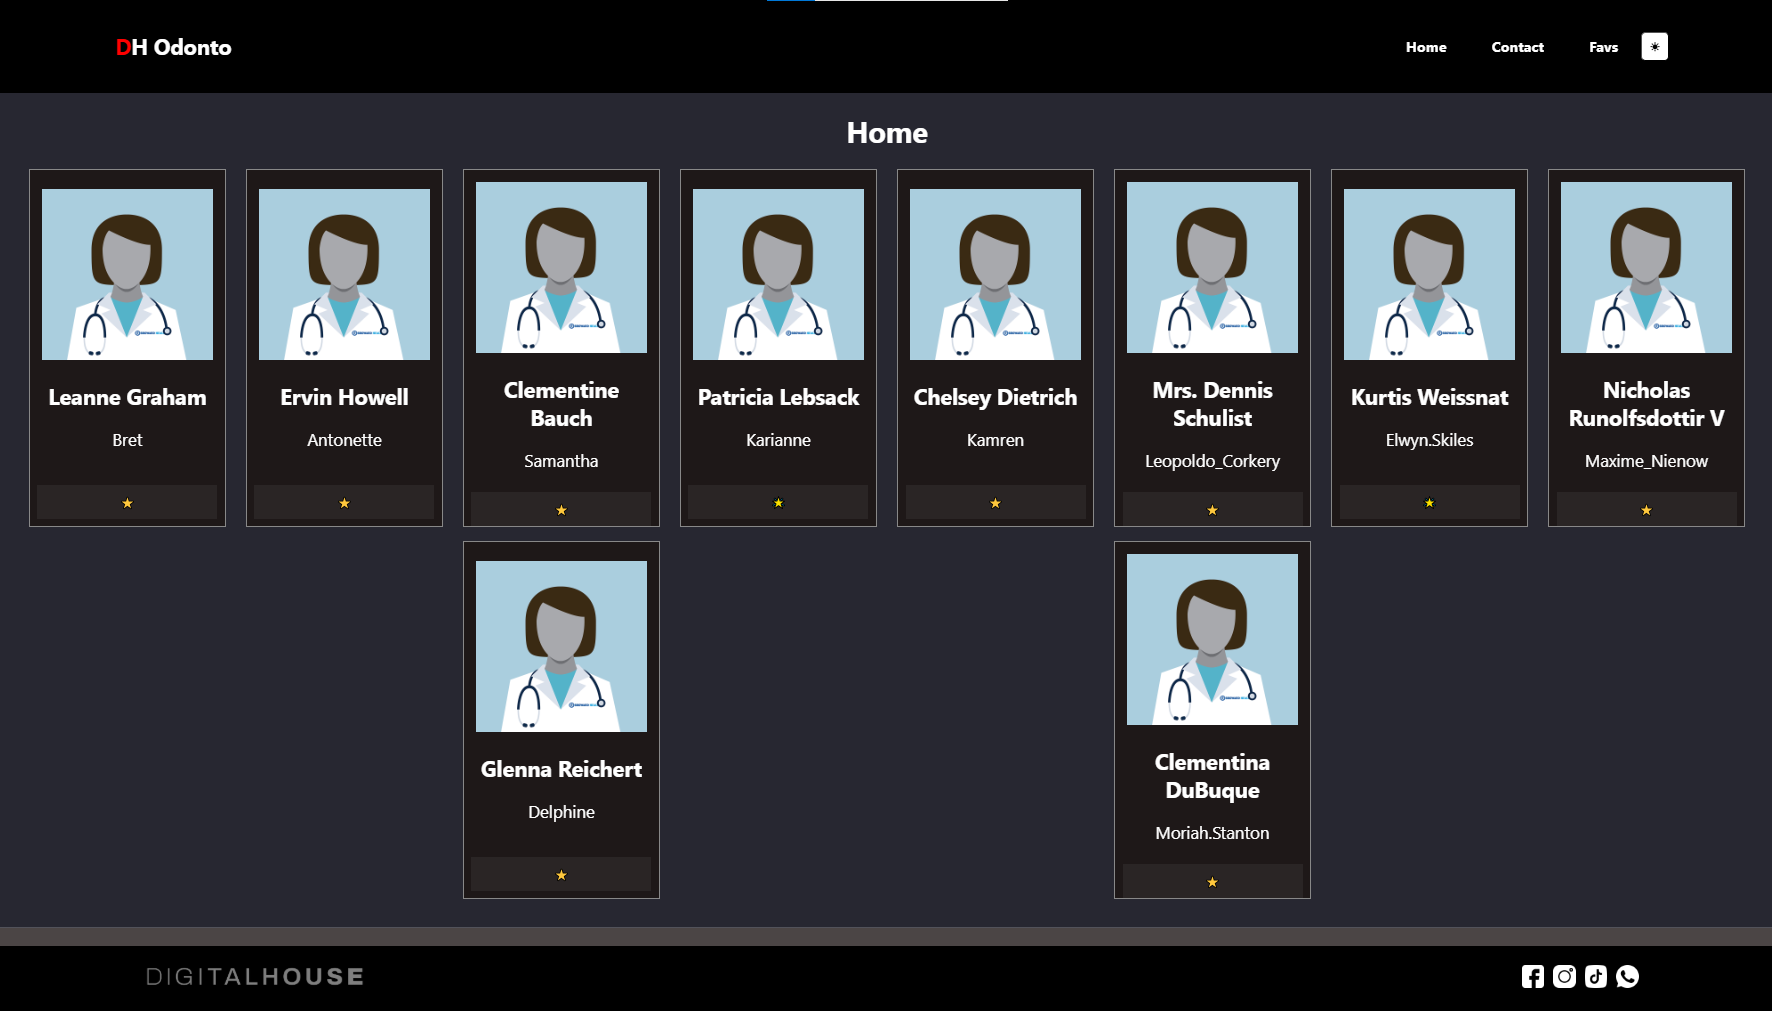 DH Odonto
Home
Contact
Favs
Home
Leanne Graham
Bret
Ervin Howell
Antonette
Clementine
Bauch
Samantha
Patricia Lebsack
Karianne
Chelsey Dietrich
Kamren
Mrs. Dennis
Schulist
Leopoldo_Corkery
Kurtis Weissnat
Elwyn.Skiles
Nicholas
Runolfsdottir V
Maxime_Nienow
Glenna Reichert
Delphine
Clementina
DuBuque
Moriah.Stanton
DIGITALHOUSE